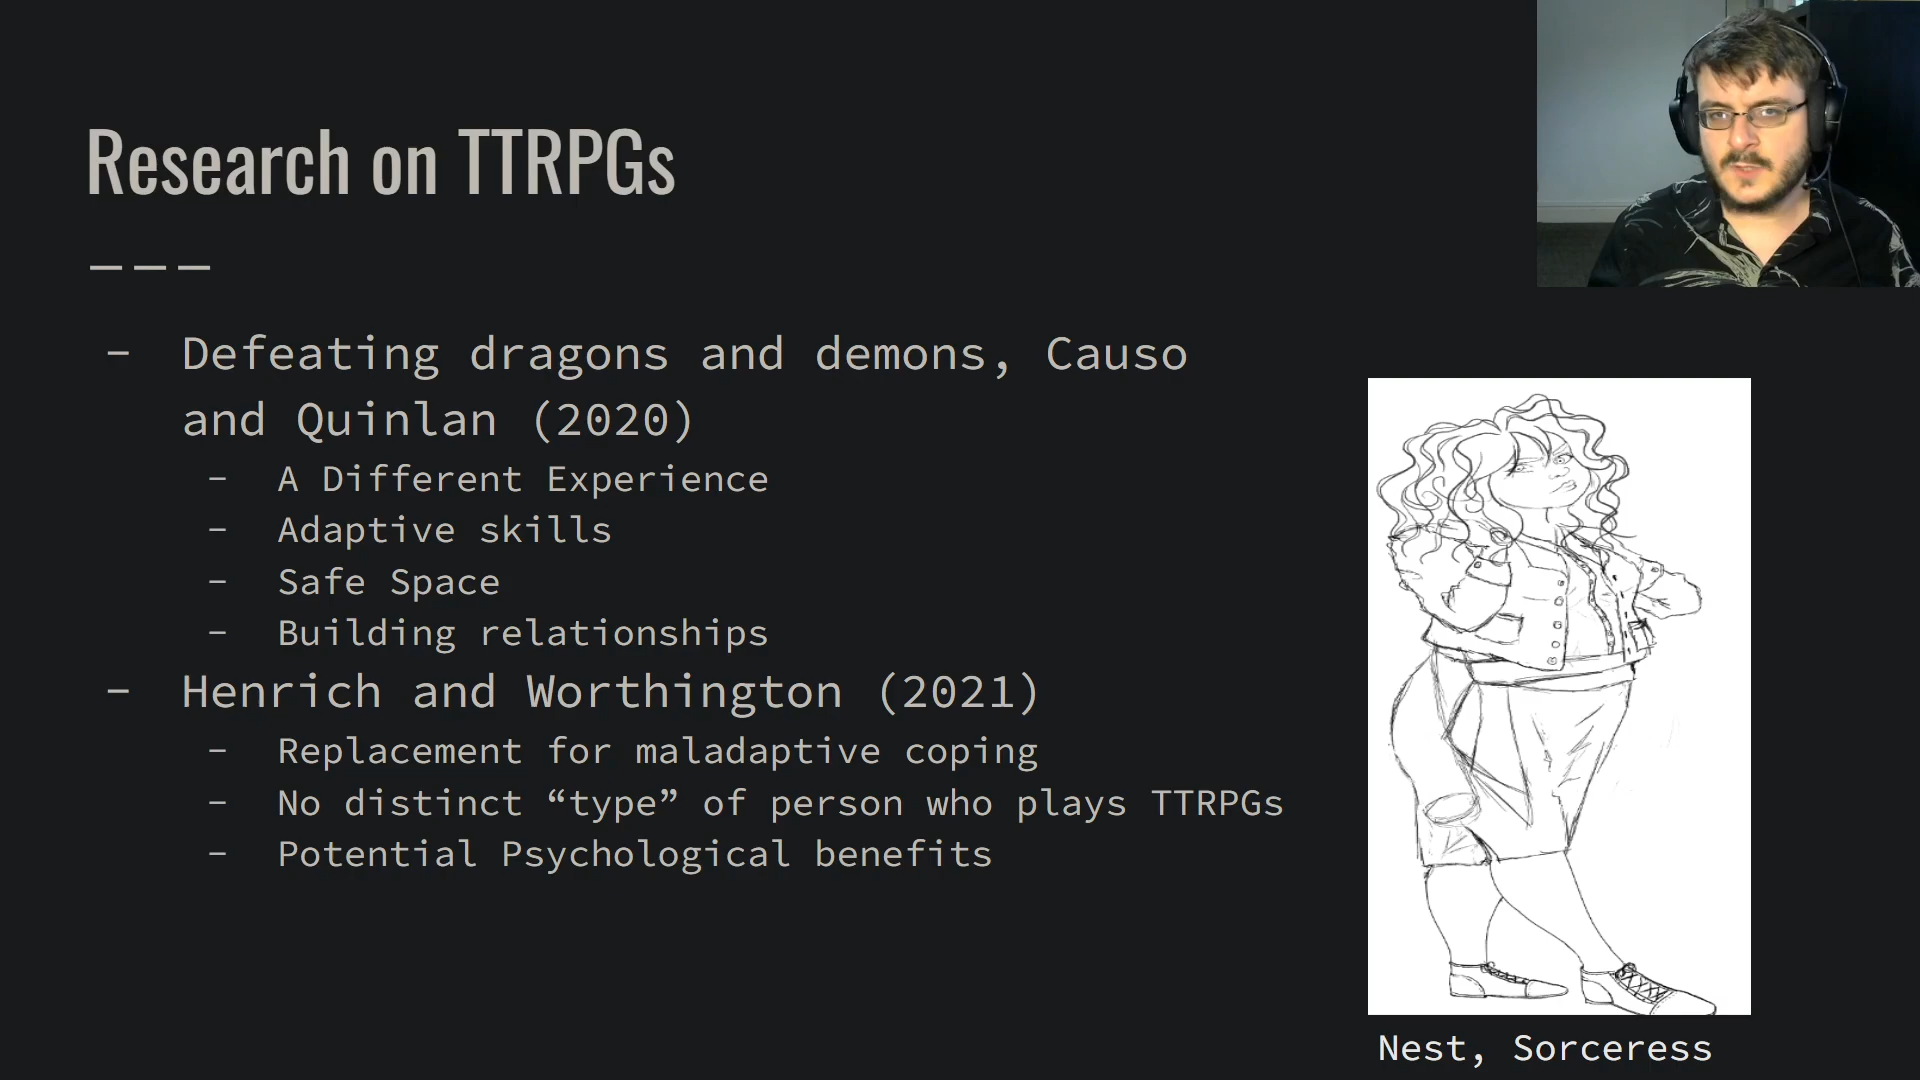 Research on TTRPGs
- Defeating dragons and demons, Causo
and Quinlan (2020)
- A Different Experience
- Adaptive skills
- Safe Space
- Building relationships
- Henrich and Worthington (2021)
- Replacement for maladaptive coping
- No distinct “type” of person who plays TTRPGs
- Potential Psychological benefits
Nest, Sorceress